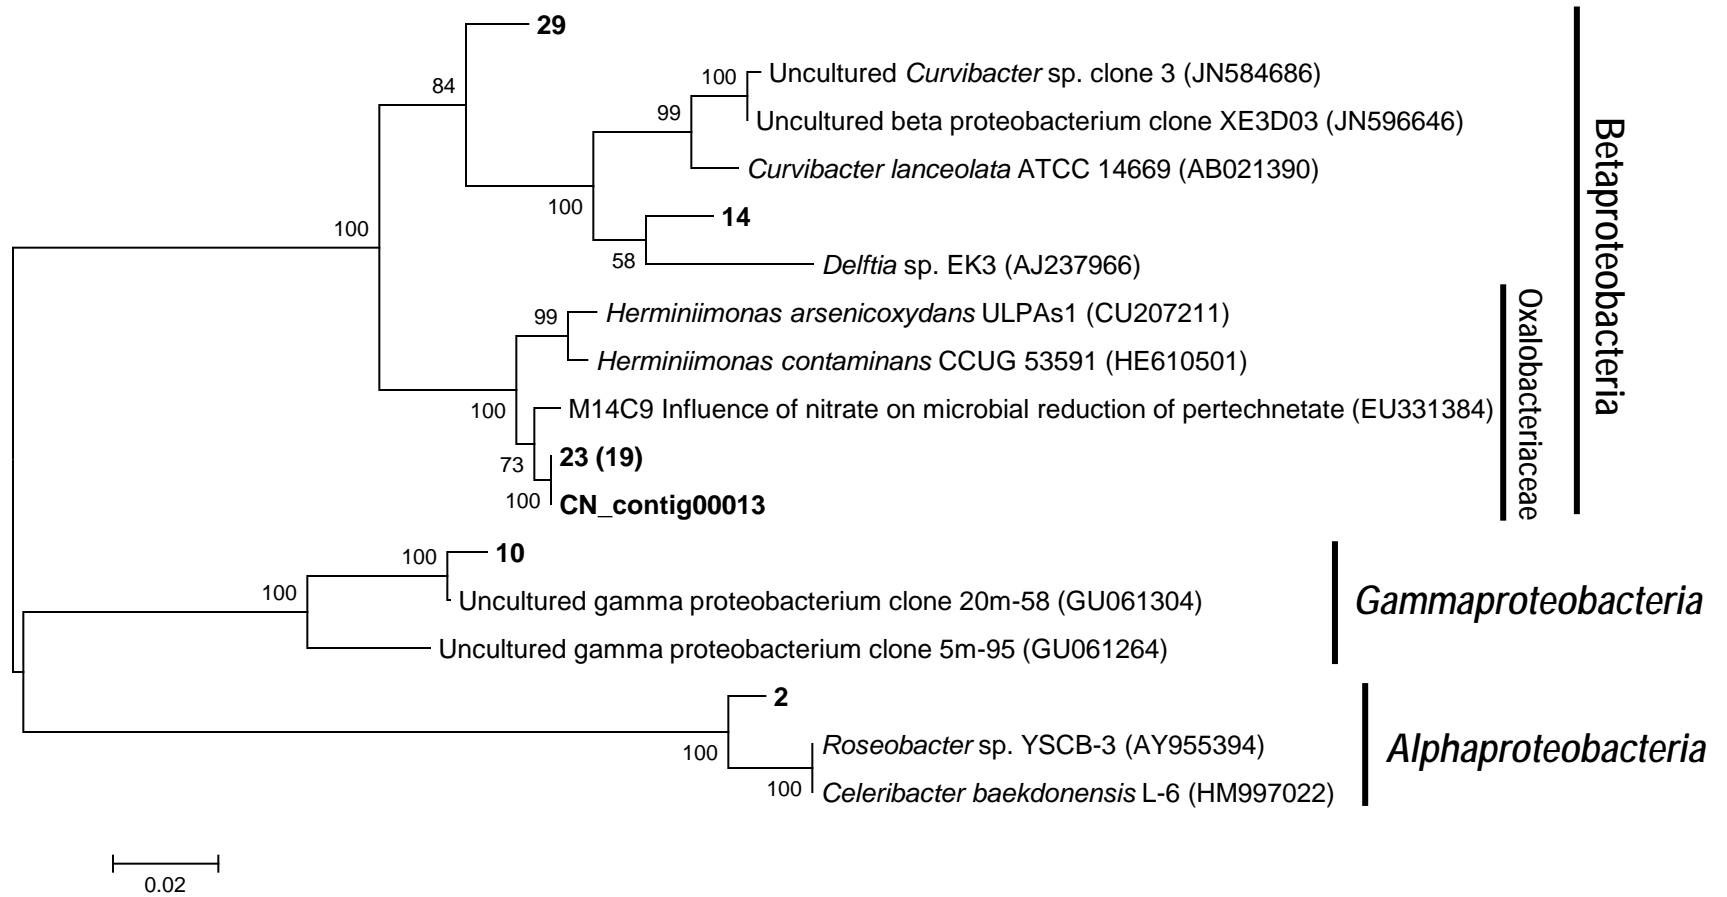 29
Uncultured Curvibacter sp. clone 3 (JN584686)
100
84
99
Uncultured beta proteobacterium clone XE3D03 (JN596646)
Curvibacter lanceolata ATCC 14669 (AB021390)
100
14
100
58
Delftia sp. EK3 (AJ237966)
Herminiimonas arsenicoxydans ULPAs1 (CU207211)
99
Herminiimonas contaminans CCUG 53591 (HE610501)
100
M14C9 Influence of nitrate on microbial reduction of pertechnetate (EU331384)
73
23 (19)
100
CN_contig00013
Oxalobacteriaceae
Betaproteobacteria
10
100
100
Uncultured gamma proteobacterium clone 20m-58 (GU061304)
Uncultured gamma proteobacterium clone 5m-95 (GU061264)
Gammaproteobacteria
2
100
Roseobacter sp. YSCB-3 (AY955394)
100
Celeribacter baekdonensis L-6 (HM997022)
Alphaproteobacteria
0.02